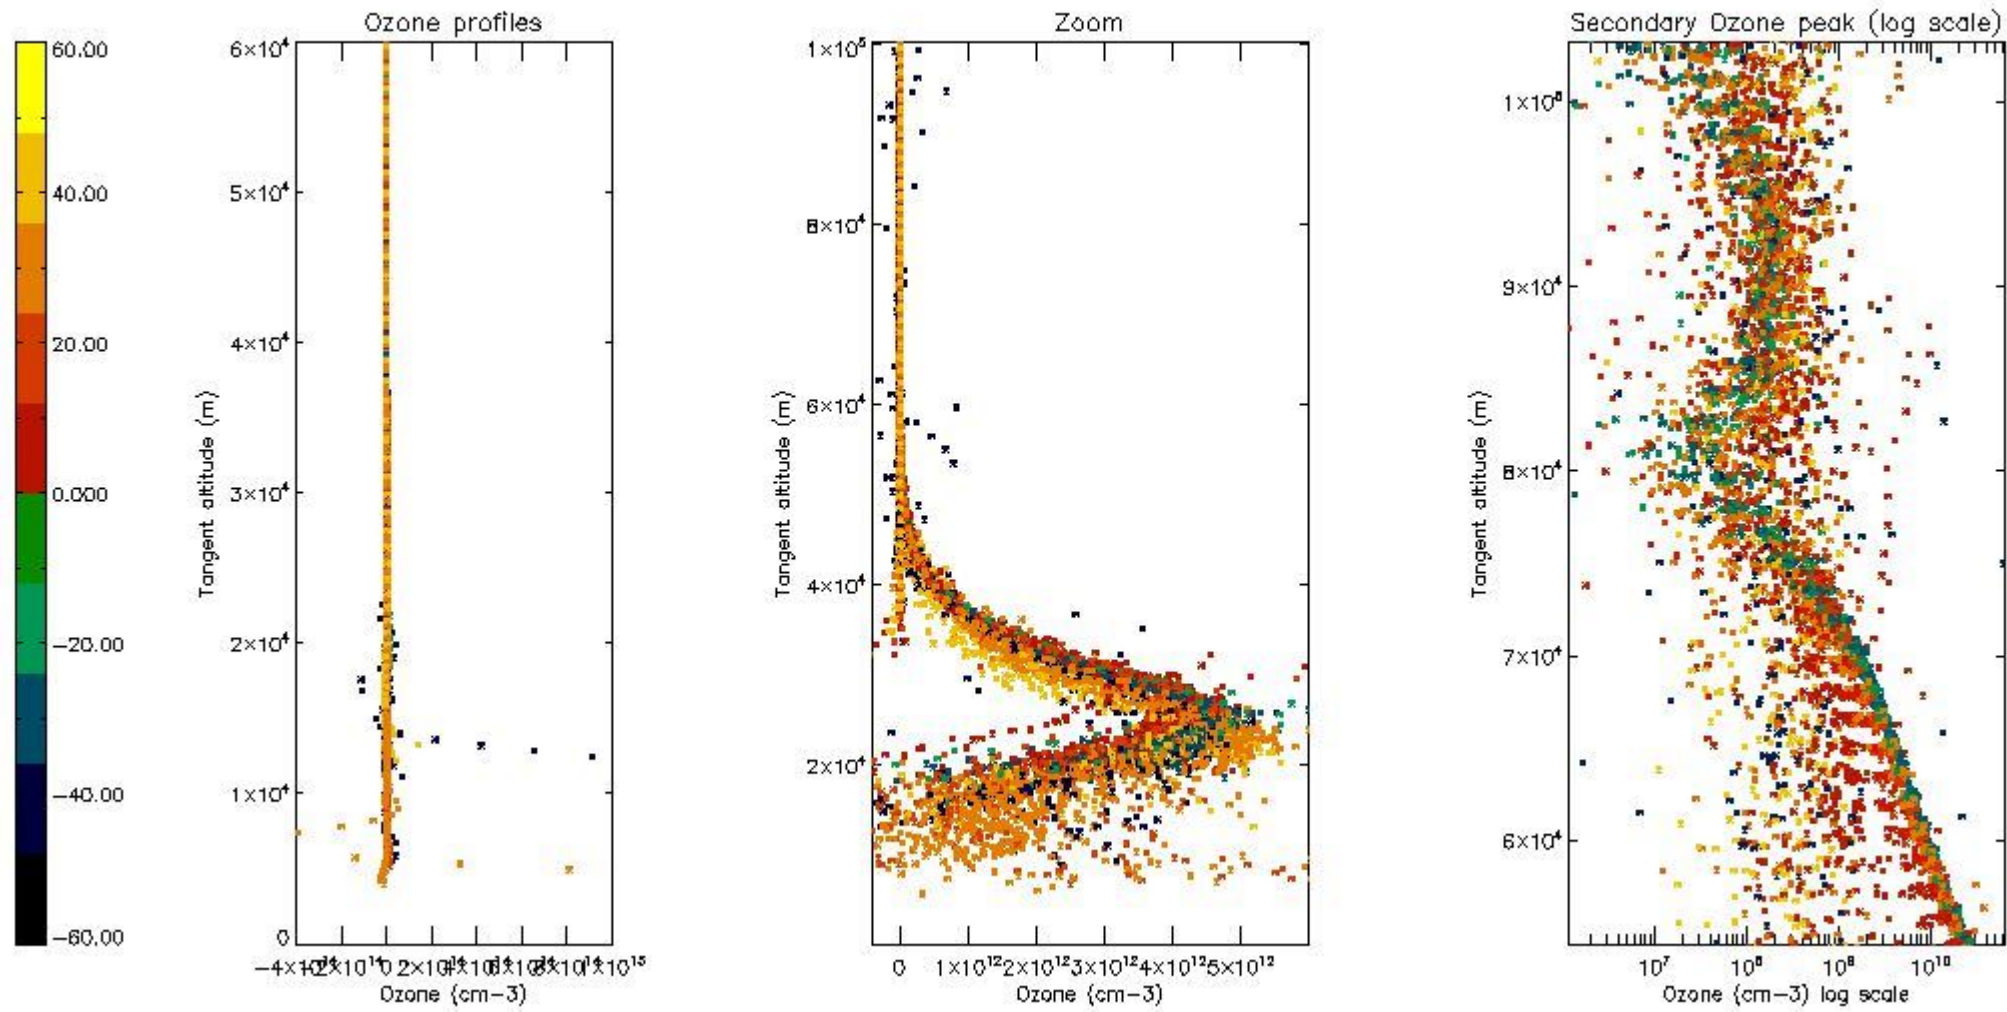 Ozone profiles
Zoom
Secondary Ozone peak (log scale)
60.00
40.00
20.00
0.000
−20.00
−40.00
−60.00
6×10⁴
5×10⁴
4×10⁴
3×10⁴
2×10⁴
1×10⁴
0
Tangent altitude (m)
0
1×10¹⁵
Ozone (cm−3)
1×10⁵
8×10⁴
6×10⁴
4×10⁴
2×10⁴
Tangent altitude (m)
0 1×10¹² 2×10¹² 3×10¹² 4×10¹² 5×10¹²
Ozone (cm−3)
1×10⁵
9×10⁴
8×10⁴
7×10⁴
6×10⁴
Tangent altitude (m)
10⁷ 10⁸ 10⁹ 10¹⁰
Ozone (cm−3) log scale